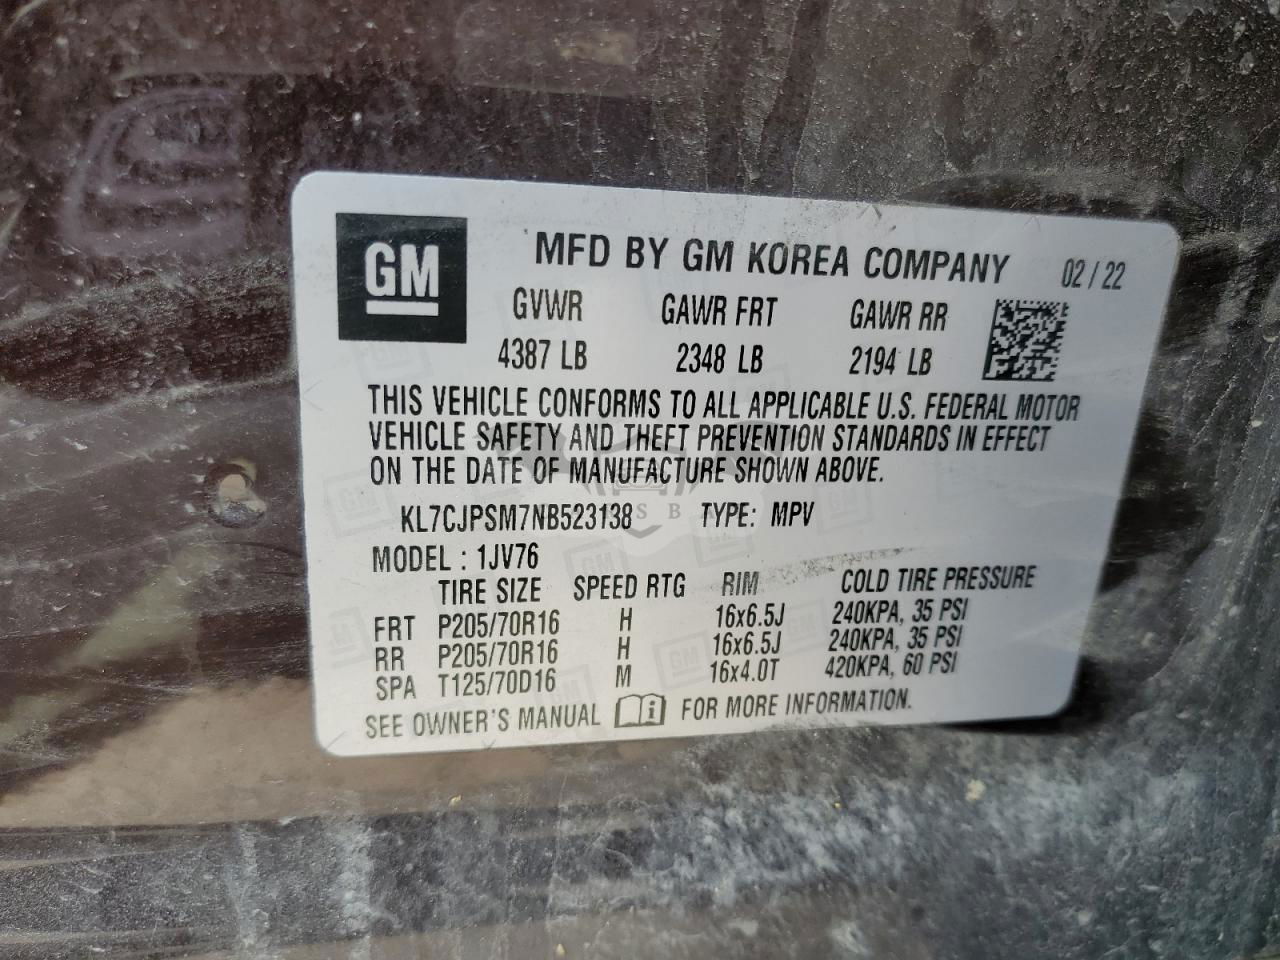 GM
MFD BY GM KOREA COMPANY 02/22
GVWR GAWR FRT GAWR RR
4387 LB 2348 LB 2194 LB
THIS VEHICLE CONFORMS TO ALL APPLICABLE U.S. FEDERAL MOTOR
VEHICLE SAFETY AND THEFT PREVENTION STANDARDS IN EFFECT
ON THE DATE OF MANUFACTURE SHOWN ABOVE.
KL7CJPSM7NB523138 TYPE: MPV
MODEL : 1JV76
TIRE SIZE SPEED RTG RIM COLD TIRE PRESSURE
FRT P205/70R16 H 16x6.5J 240KPA, 35 PSI
RR P205/70R16 H 16x6.5J 240KPA, 35 PSI
SPA T125/70D16 M 16x4.0T 420KPA, 60 PSI
SEE OWNER'S MANUAL FOR MORE INFORMATION.